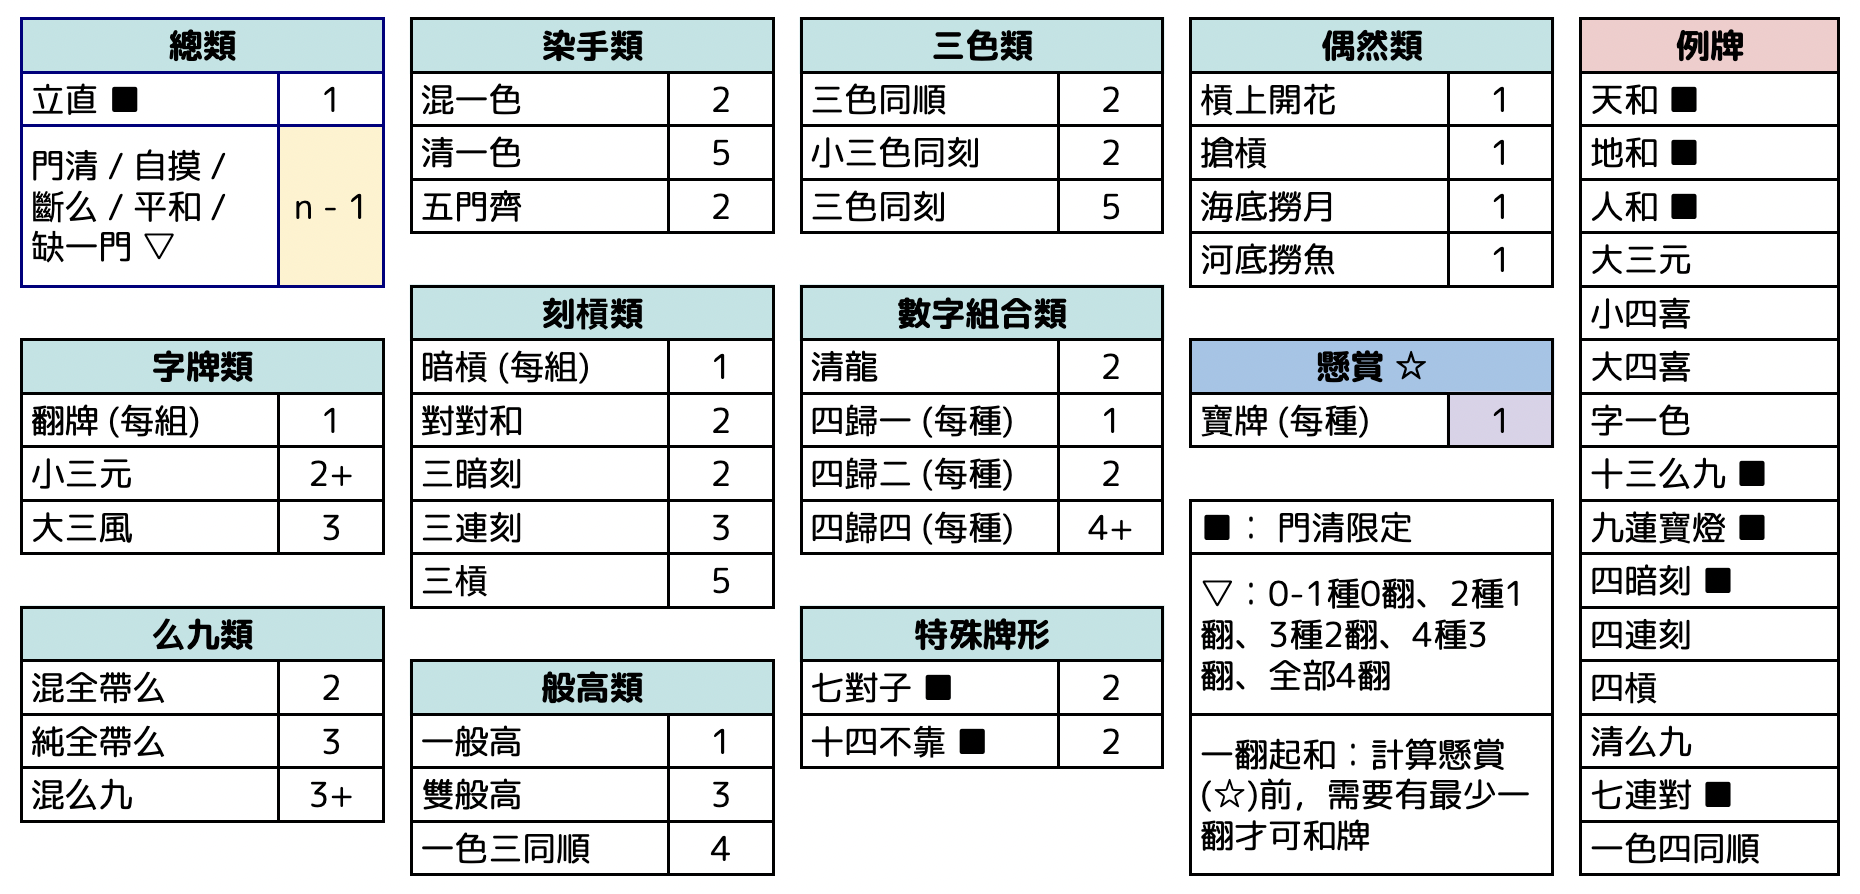 總類
立直 ■ 1
門清 / 自摸 /
斷么 / 平和 /
缺一門 ▽
n - 1
字牌類
翻牌 (每組) 1
小三元 2+
大三風 3
么九類
混全帶么 2
純全帶么 3
混么九 3+
染手類
混一色 2
清一色 5
五門齊 2
刻槓類
暗槓 (每組) 1
對對和 2
三暗刻 2
三連刻 3
三槓 5
般高類
一般高 1
雙般高 3
一色三同順 4
三色類
三色同順 2
小三色同刻 2
三色同刻 5
數字組合類
清龍 2
四歸一 (每種) 1
四歸二 (每種) 2
四歸四 (每種) 4+
特殊牌形
七對子 ■ 2
十四不靠 ■ 2
偶然類
槓上開花 1
搶槓 1
海底撈月 1
河底撈魚 1
懸賞 ☆
寶牌 (每種) 1
■： 門清限定
▽：0-1種0翻、2種1
翻、3種2翻、4種3
翻、全部4翻
一翻起和：計算懸賞
(☆)前，需要有最少一
翻才可和牌
例牌
天和 ■
地和 ■
人和 ■
大三元
小四喜
大四喜
字一色
十三么九 ■
九蓮寶燈 ■
四暗刻 ■
四連刻
四槓
清么九
七連對 ■
一色四同順